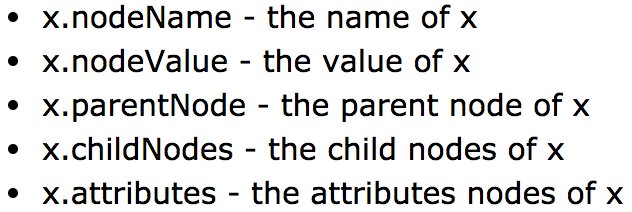 • x.nodeName - the name of x
• x.nodeValue - the value of x
• x.parentNode - the parent node of x
• x.childNodes - the child nodes of x
• x.attributes - the attributes nodes of x